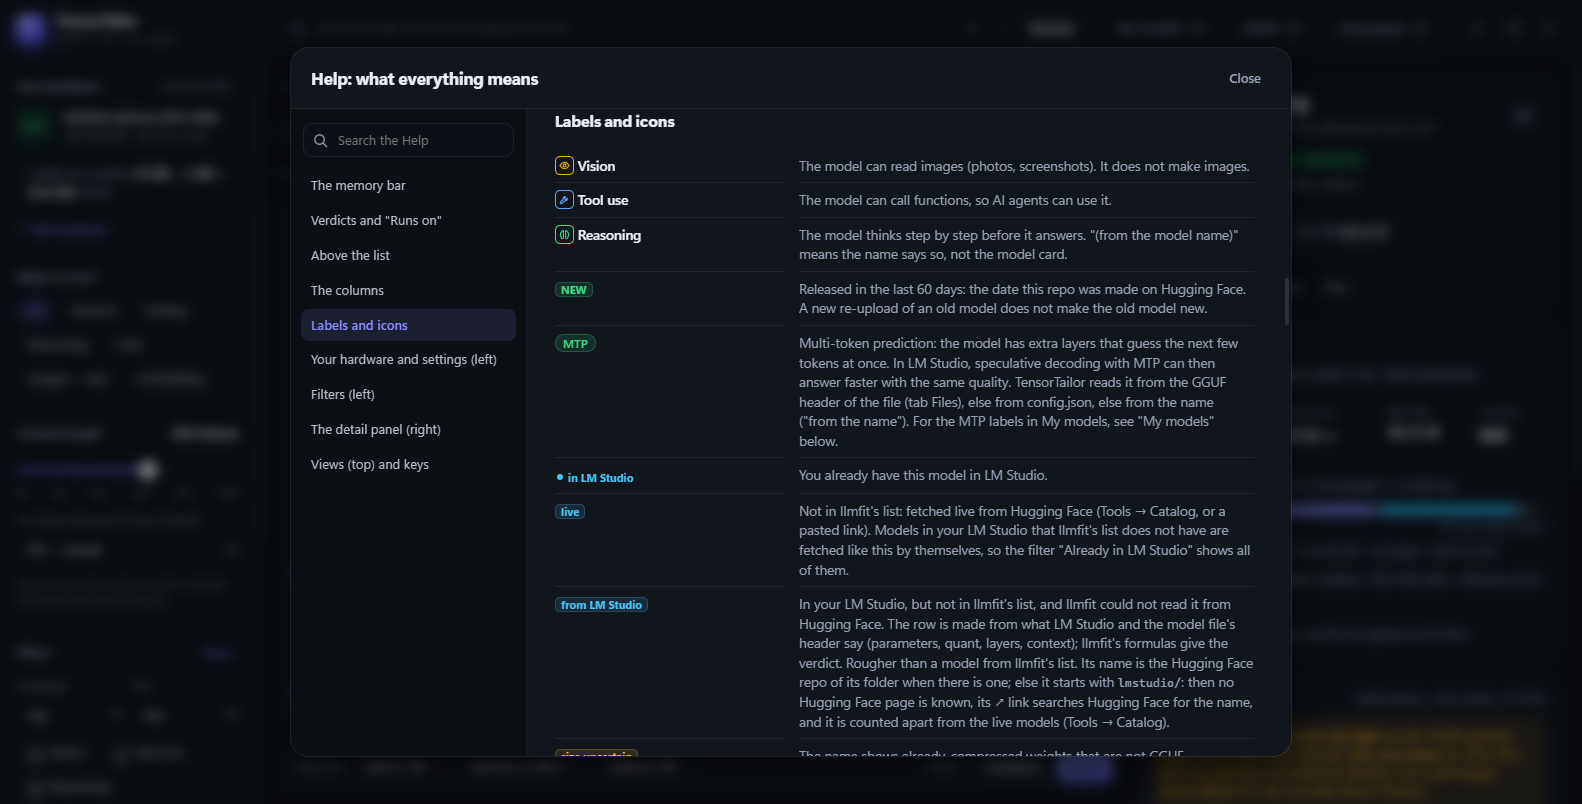 Help: what everything means
Close
Search the Help
The memory bar
Verdicts and "Runs on"
Above the list
The columns
Labels and icons
Your hardware and settings (left)
Filters (left)
The detail panel (right)
Views (top) and keys
Labels and icons
Vision
The model can read images (photos, screenshots). It does not make images.
Tool use
The model can call functions, so AI agents can use it.
Reasoning
The model thinks step by step before it answers. "(from the model name)"
means the name says so, not the model card.
NEW
Released in the last 60 days: the date this repo was made on Hugging Face.
A new re-upload of an old model does not make the old model new.
MTP
Multi-token prediction: the model has extra layers that guess the next few
tokens at once. In LM Studio, speculative decoding with MTP can then
answer faster with the same quality. TensorTailor reads it from the GGUF
header of the file (tab Files), else from config.json, else from the name
("from the name"). For the MTP labels in My models, see "My models"
below.
in LM Studio
You already have this model in LM Studio.
live
Not in llmfit's list: fetched live from Hugging Face (Tools → Catalog, or a
pasted link). Models in your LM Studio that llmfit's list does not have are
fetched like this by themselves, so the filter "Already in LM Studio" shows all
of them.
from LM Studio
In your LM Studio, but not in llmfit's list, and llmfit could not read it from
Hugging Face. The row is made from what LM Studio and the model file's
header say (parameters, quant, layers, context); llmfit's formulas give the
verdict. Rougher than a model from llmfit's list. Its name is the Hugging Face
repo of its folder when there is one; else it starts with lmstudio/: then no
Hugging Face page is known, its ↗ link searches Hugging Face for the name,
and it is counted apart from the live models (Tools → Catalog).
size uncertain
The name shows already-compressed weights that are not GGUF